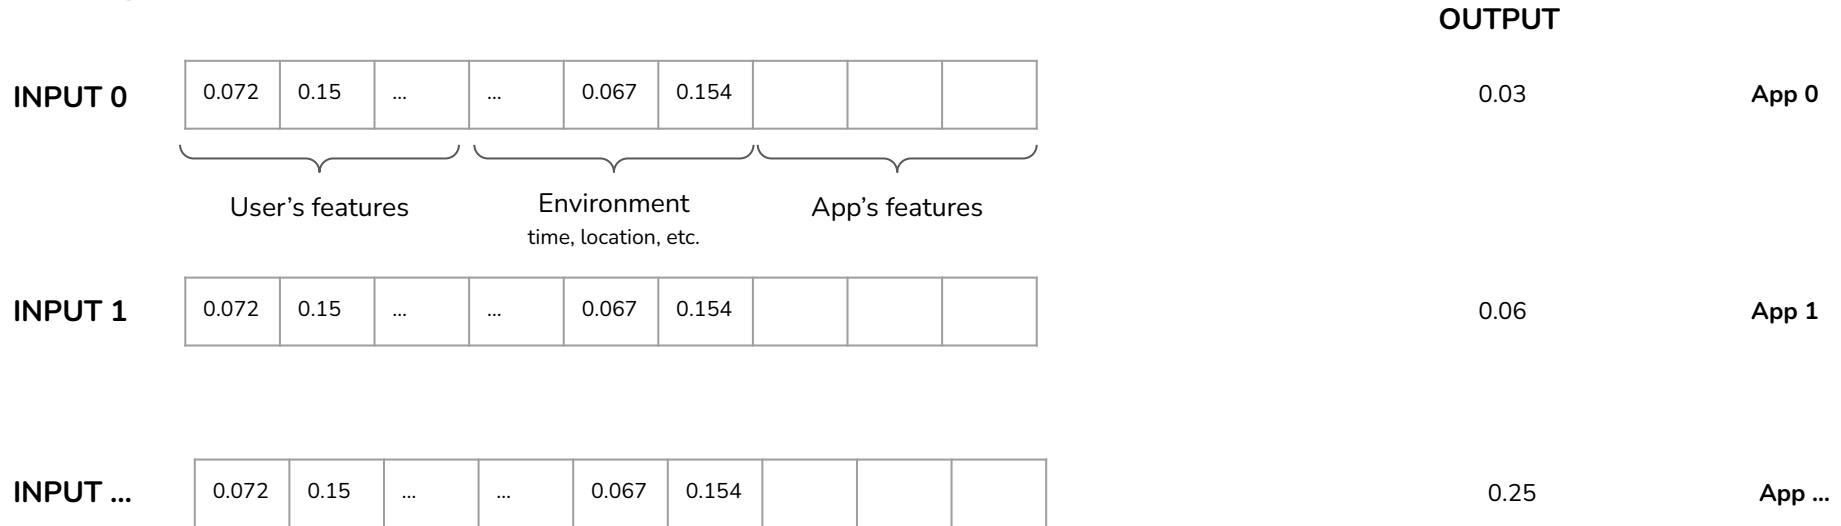 OUTPUT
INPUT 0 0.072 0.15 ... ... 0.067 0.154 0.03 App 0
User's features Environment App's features
time, location, etc.
INPUT 1 0.072 0.15 ... ... 0.067 0.154 0.06 App 1
INPUT ... 0.072 0.15 ... ... 0.067 0.154 0.25 App ...